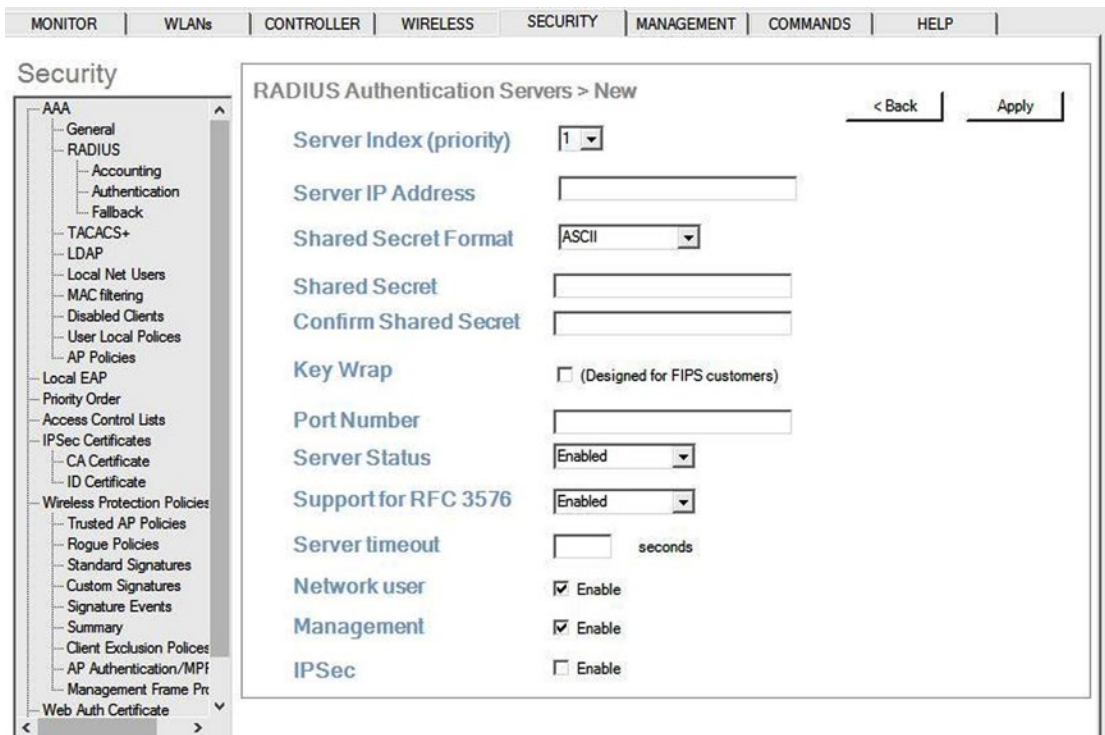 MONITOR WLANs CONTROLLER WIRELESS SECURITY MANAGEMENT COMMANDS HELP
Security
AAA
General
RADIUS
Accounting
Authentication
Fallback
TACACS+
LDAP
Local Net Users
MAC filtering
Disabled Clients
User Local Polices
AP Policies
Local EAP
Priority Order
Access Control Lists
IPSec Certificates
CA Certificate
ID Certificate
Wireless Protection Policies
Trusted AP Policies
Rogue Policies
Standard Signatures
Custom Signatures
Signature Events
Summary
Client Exclusion Polices
AP Authentication/MPF
Management Frame Pro
Web Auth Certificate
RADIUS Authentication Servers > New
< Back Apply
Server Index (priority) 1
Server IP Address
Shared Secret Format ASCII
Shared Secret
Confirm Shared Secret
Key Wrap (Designed for FIPS customers)
Port Number
Server Status Enabled
Support for RFC 3576 Enabled
Server timeout seconds
Network user Enable
Management Enable
IPSec Enable